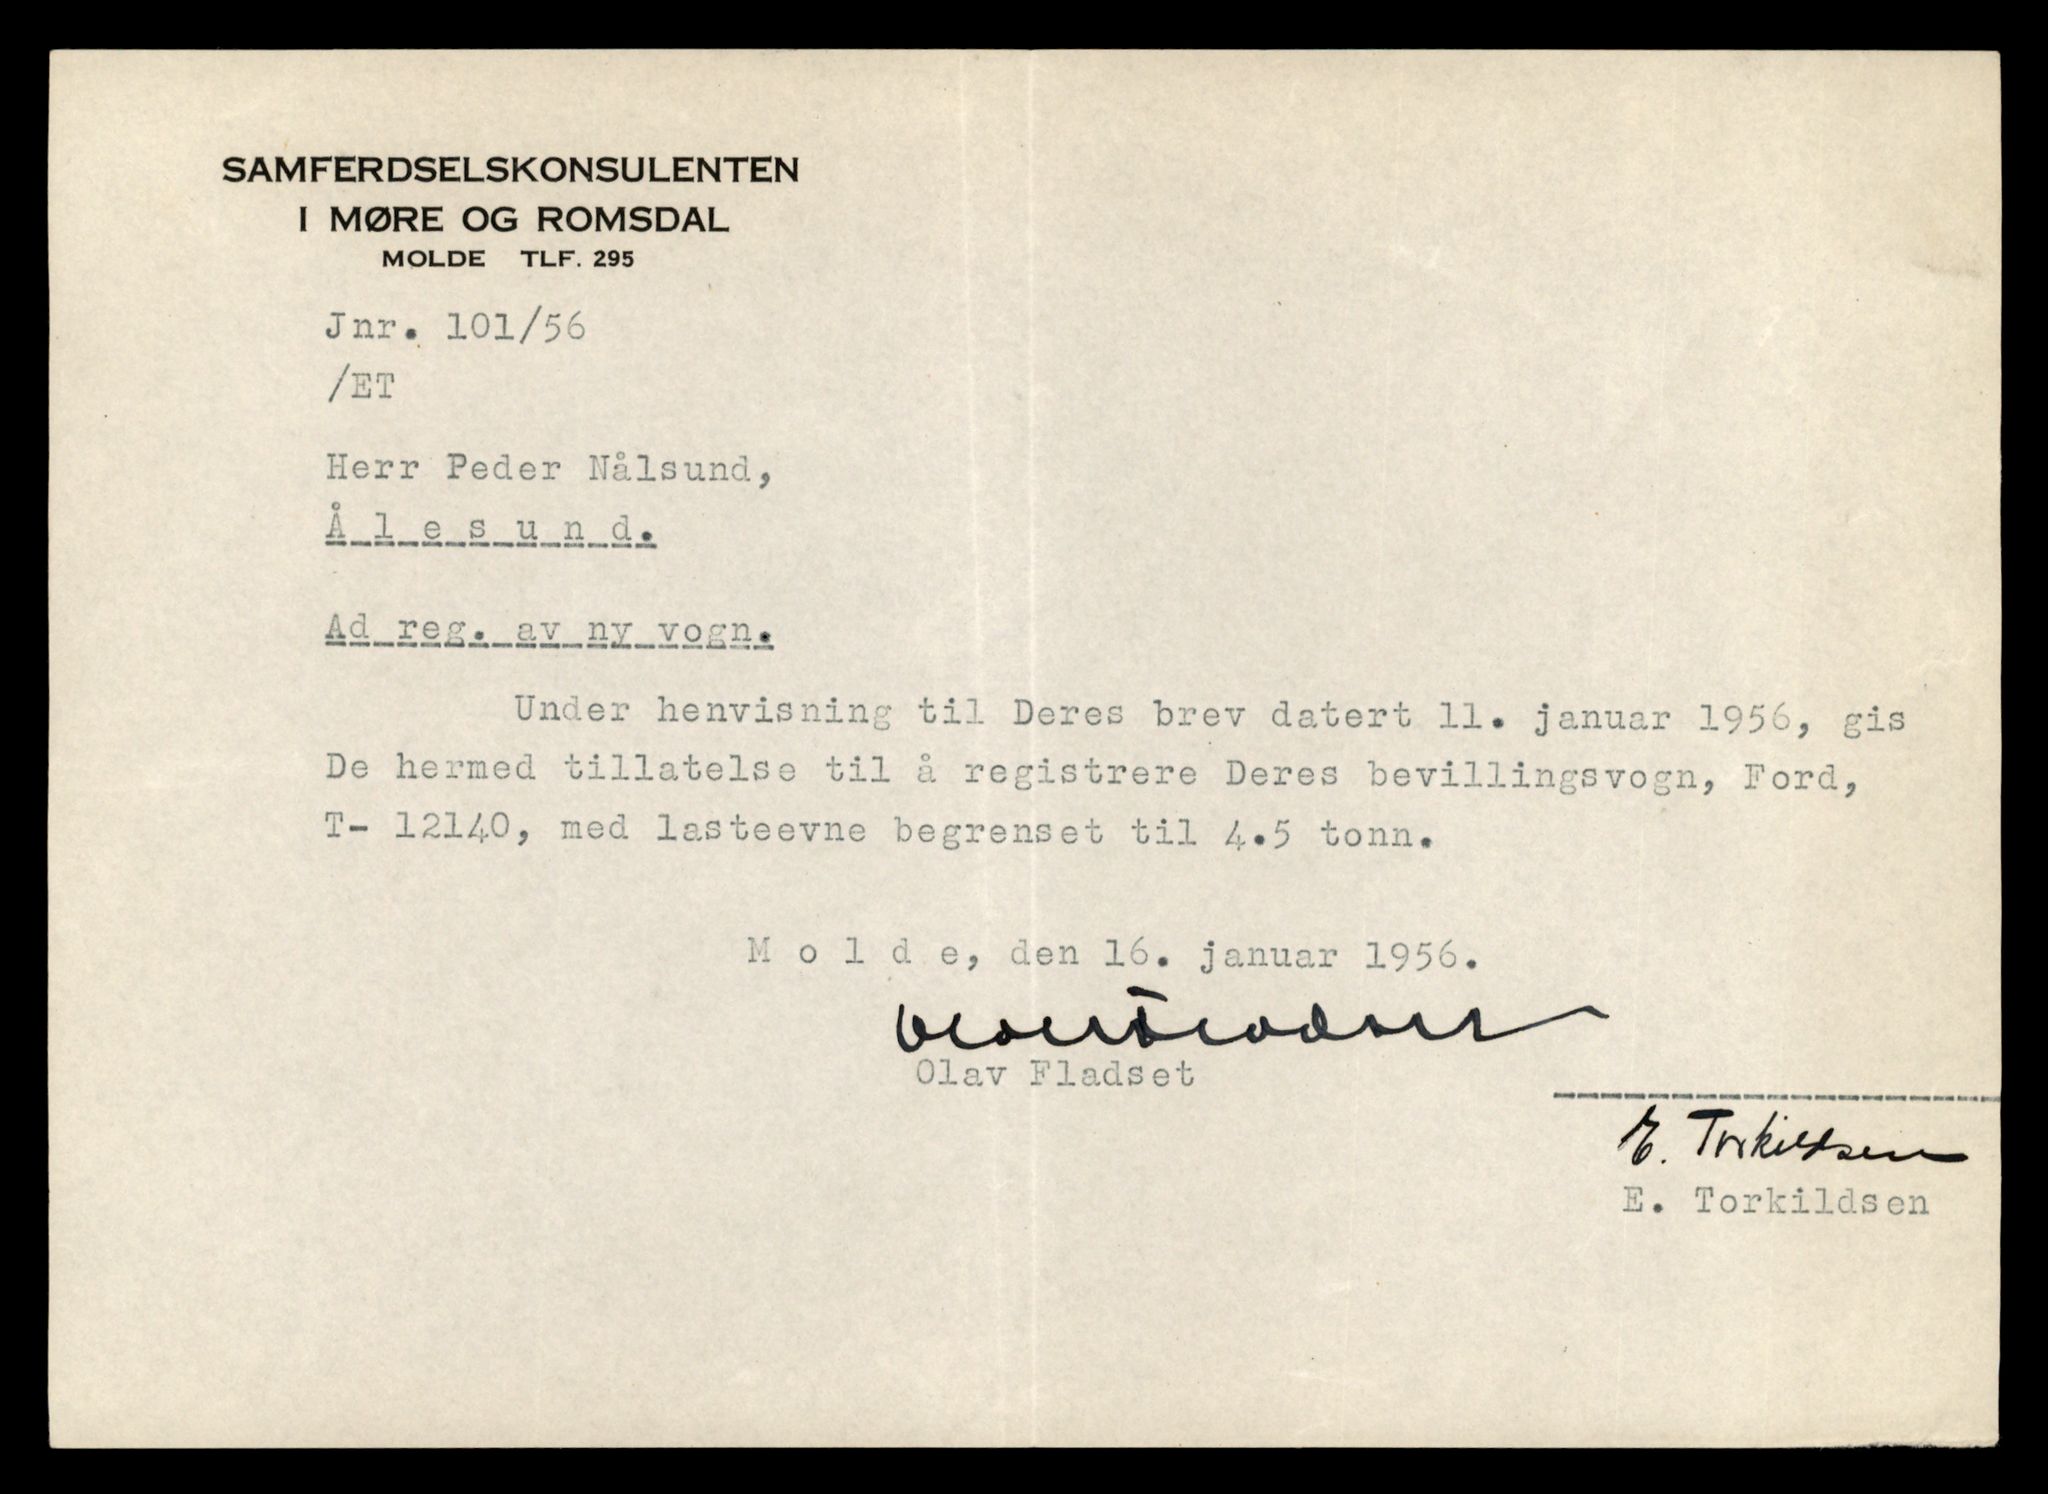 SAMFERDSELSKONSULENTEN
I MØRE OG ROMSDAL
MOLDE TLF. 295
Jnr. 101/56
/ET
Herr Peder Nålsund,
Å l e s u n d.
Ad reg. av ny vogn.
Under henvisning til Deres brev datert 11. januar 1956, gis
De hermed tillatelse til å registrere Deres bevillingsvogn, Ford,
T- 12140, med lasteevne begrenset til 4.5 tonn.
M o l d e, den 16. januar 1956.
Olav Fladset
Olav Fladset
E. Torkildsen
E. Torkildsen